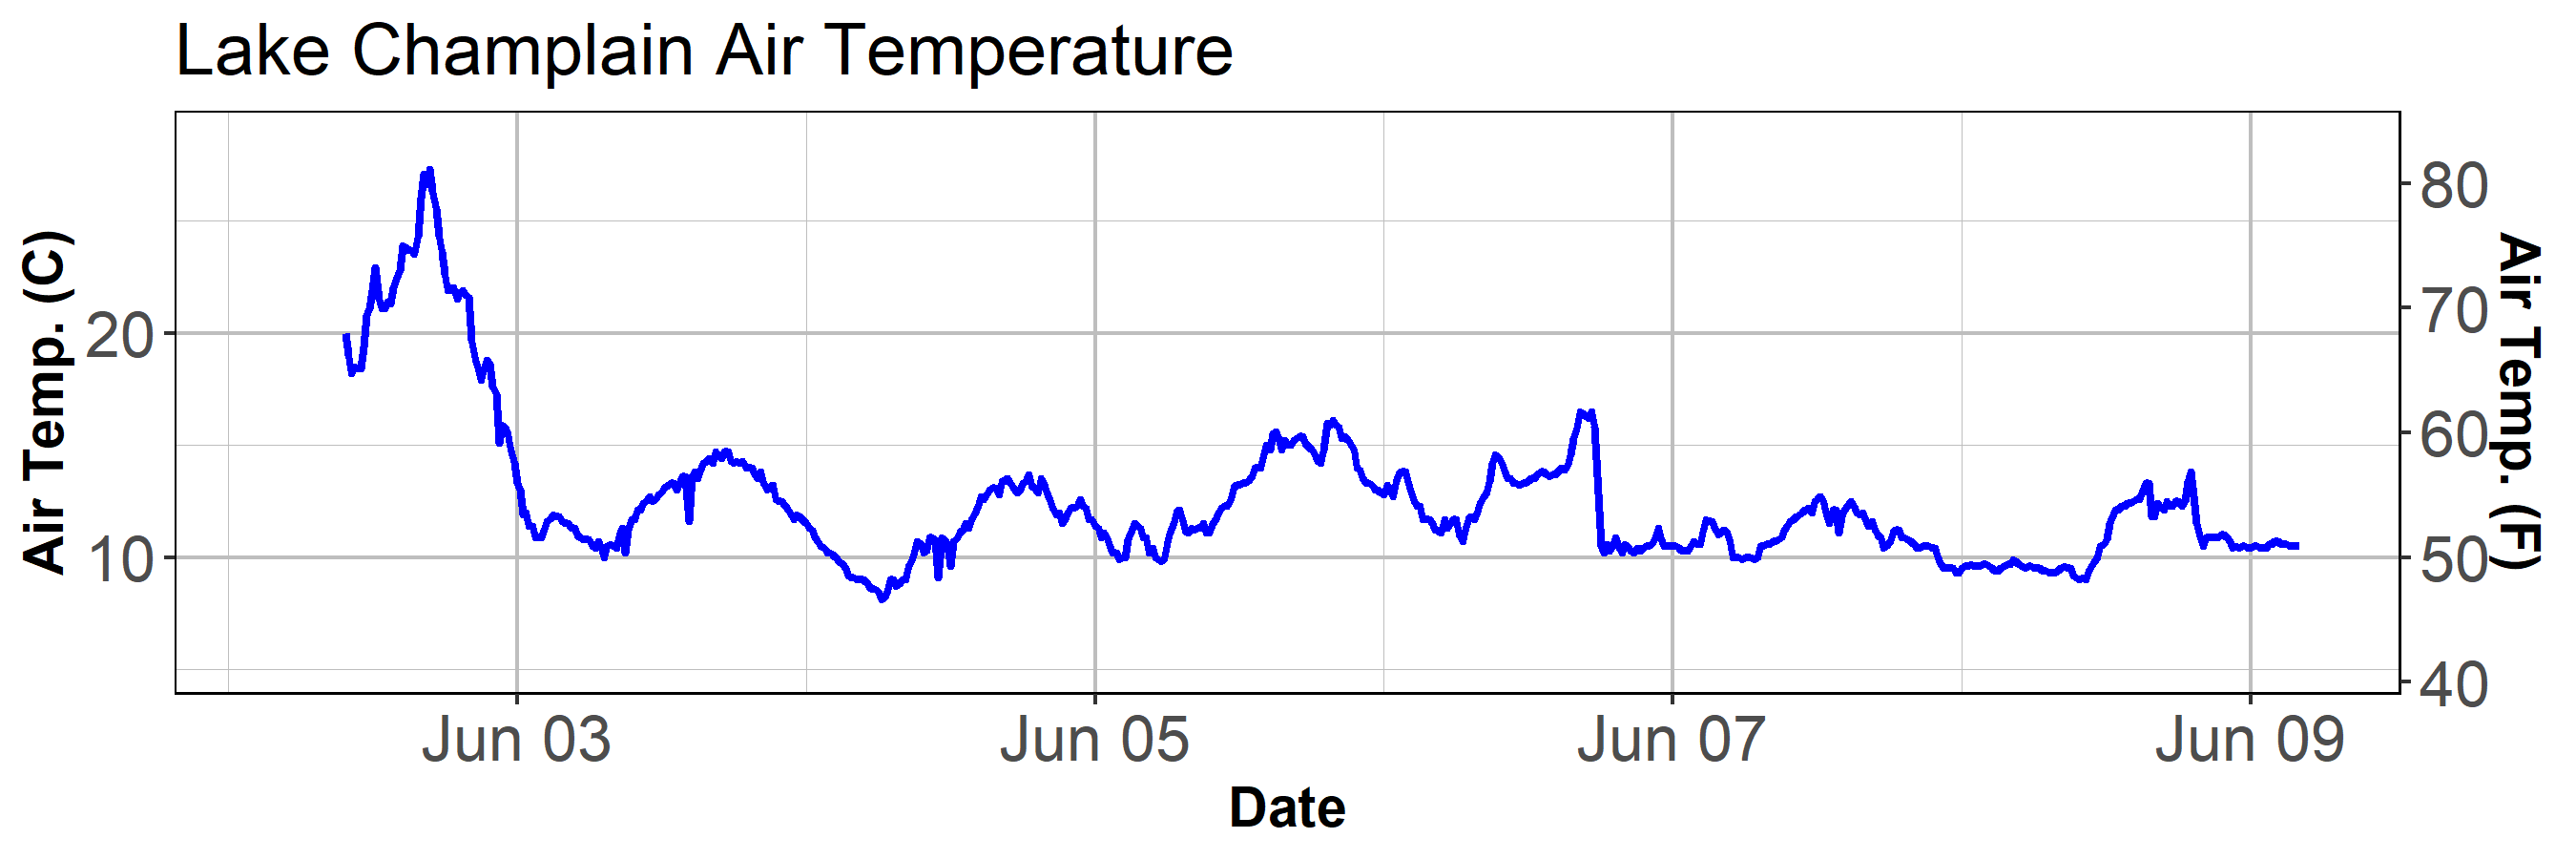 Lake Champlain Air Temperature
Air Temp. (C)
20
10
80
70
60
50
40
Air Temp. (F)
Jun 03 Jun 05 Jun 07 Jun 09
Date